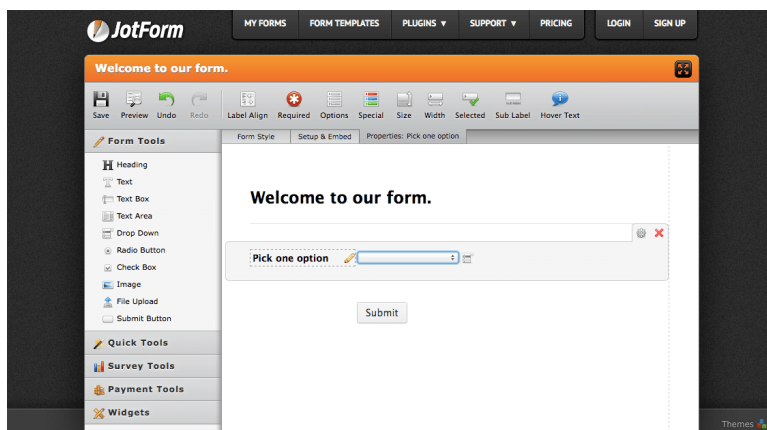 JotForm
MY FORMS FORM TEMPLATES PLUGINS ▼ SUPPORT ▼ PRICING LOGIN SIGN UP
Welcome to our form.
Save Preview Undo Redo Label Align Required Options Special Size Width Selected Sub Label Hover Text
Form Tools
Form Style Setup & Embed Properties: Pick one option
Heading
Text
Text Box
Text Area
Drop Down
Radio Button
Check Box
Image
File Upload
Submit Button
Quick Tools
Survey Tools
Payment Tools
Widgets
Welcome to our form.
Pick one option
Submit
Themes